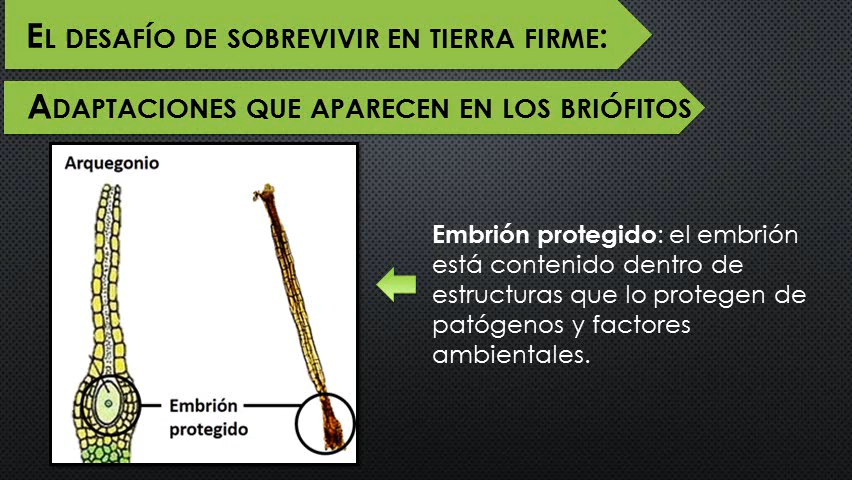 El desafío de sobrevivir en tierra firme:
Adaptaciones que aparecen en los briófitos
Arquegonio
Embrión
protegido
Embrión protegido: el embrión
está contenido dentro de
estructuras que lo protegen de
patógenos y factores
ambientales.